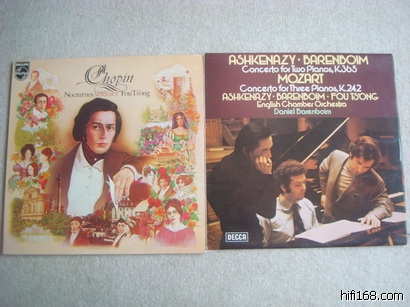 PHILIPS
Chopin
Nocturnes Fou Ts'ong
ASHKENAZY · BARENBOIM
Concerto for Two Pianos, K.365
MOZART
Concerto for Three Pianos, K.242
ASHKENAZY · BARENBOIM · FOU TS'ONG
English Chamber Orchestra
Daniel Barenboim
DECCA
hifi168.com